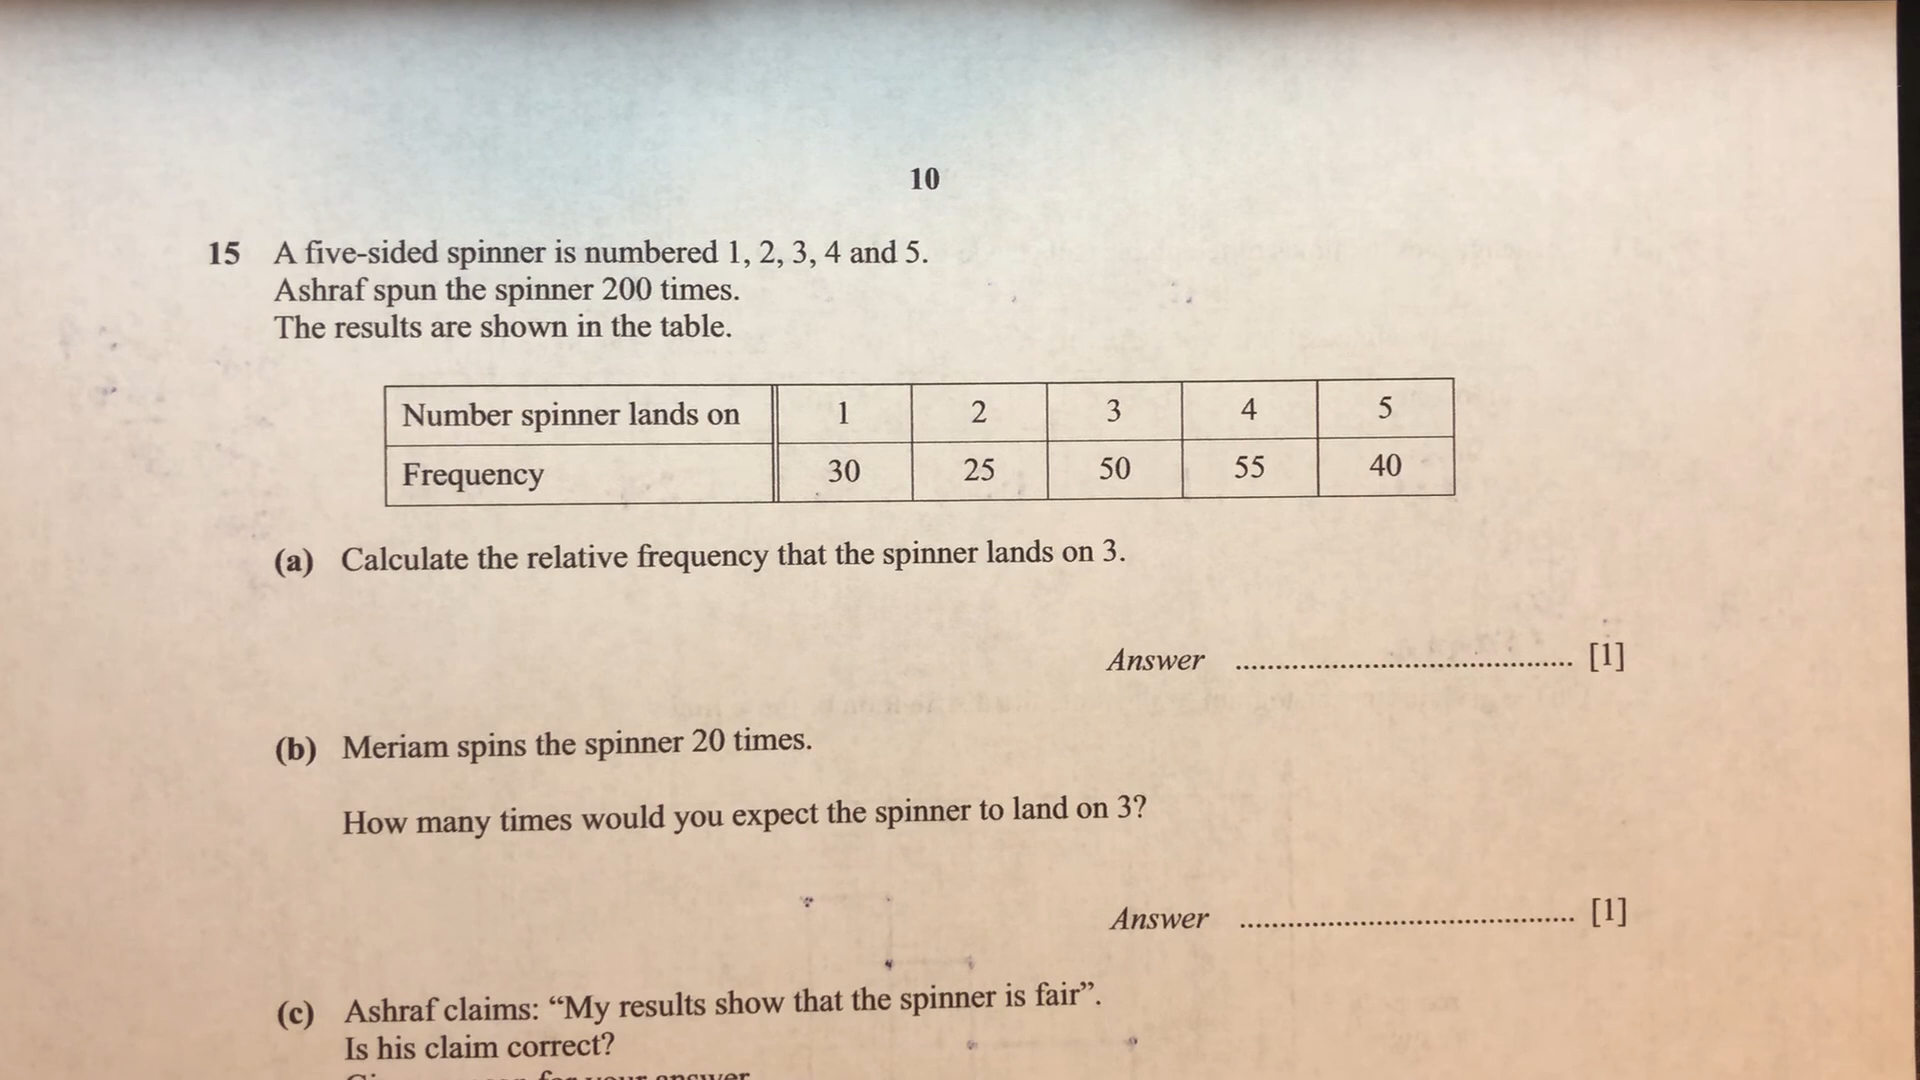 10
15 A five-sided spinner is numbered 1, 2, 3, 4 and 5.
Ashraf spun the spinner 200 times.
The results are shown in the table.
Number spinner lands on 1 2 3 4 5
Frequency 30 25 50 55 40
(a) Calculate the relative frequency that the spinner lands on 3.
Answer .......................................... [1]
(b) Meriam spins the spinner 20 times.
How many times would you expect the spinner to land on 3?
Answer .......................................... [1]
(c) Ashraf claims: “My results show that the spinner is fair”.
Is his claim correct?
for your answer